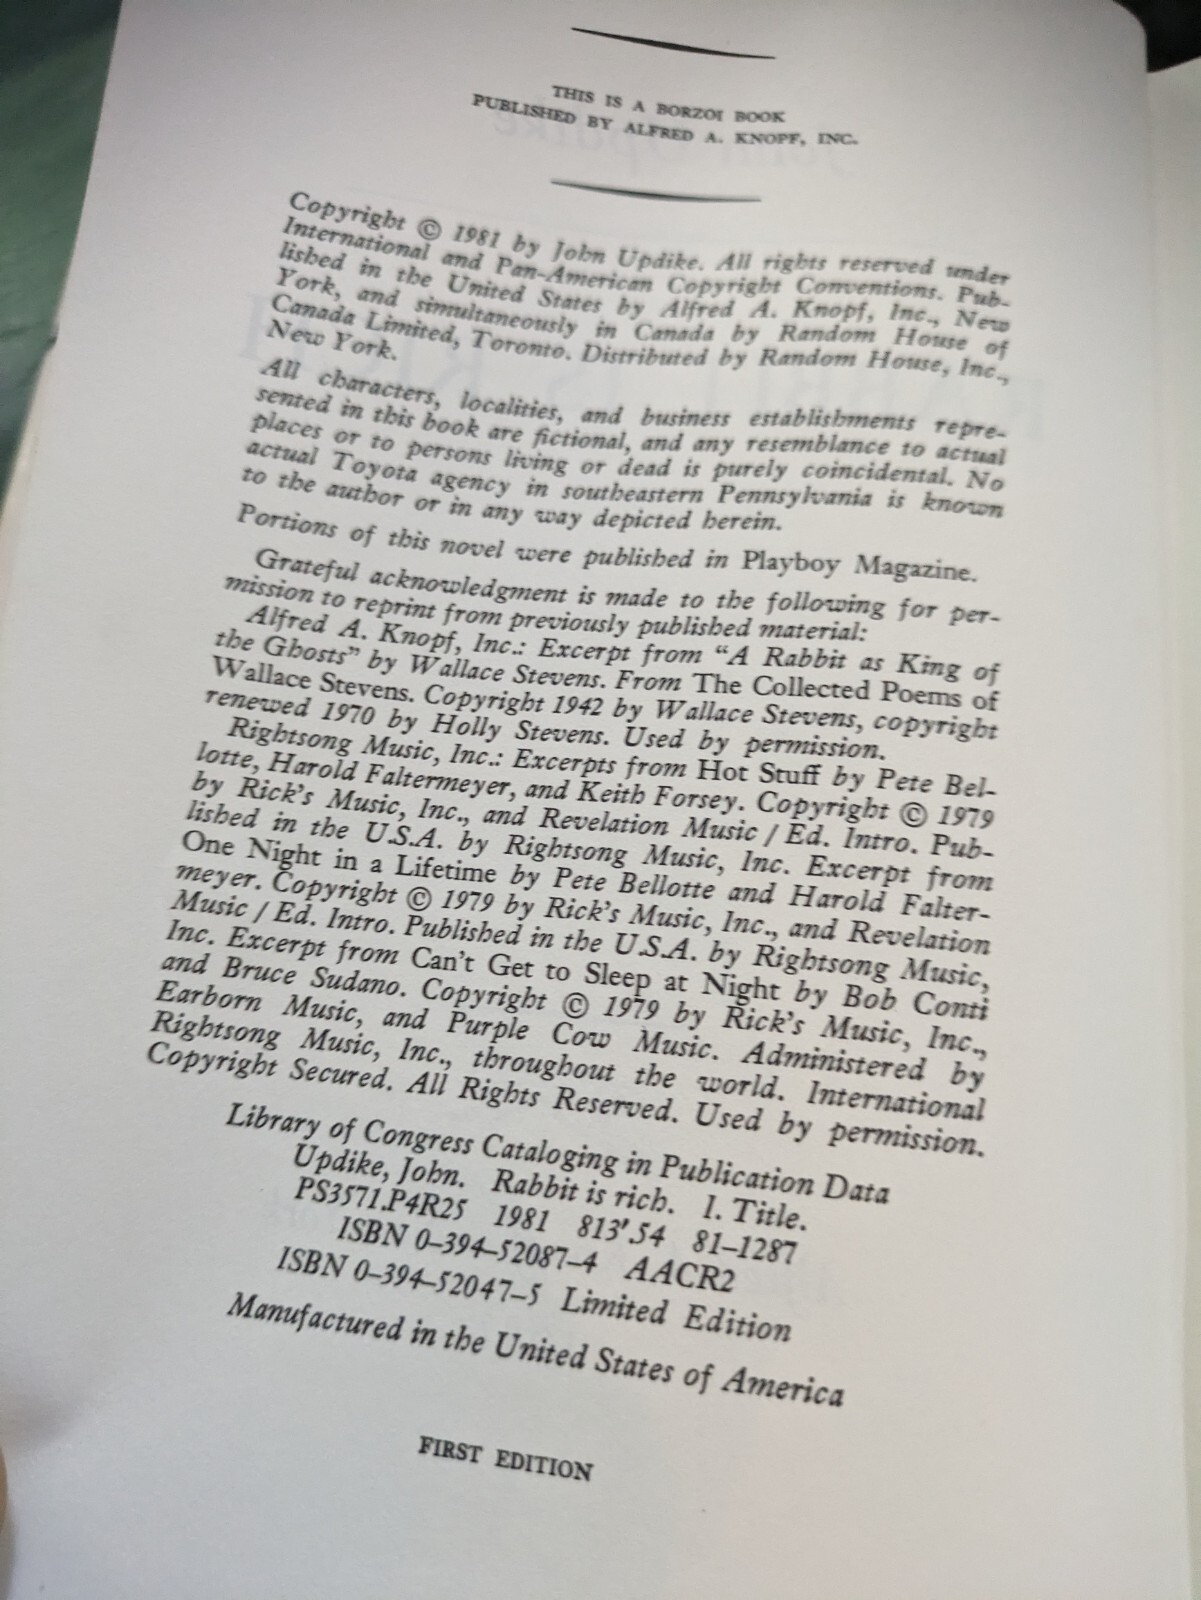 THIS IS A BORZOI BOOK
PUBLISHED BY ALFRED A. KNOPF, INC.
Copyright © 1981 by John Updike. All rights reserved under
International and Pan-American Copyright Conventions. Pub-
lished in the United States by Alfred A. Knopf, Inc., New
York, and simultaneously in Canada by Random House of
Canada Limited, Toronto. Distributed by Random House, Inc.,
New York.
All characters, localities, and business establishments repre-
sented in this book are fictional, and any resemblance to actual
places or to persons living or dead is purely coincidental. No
actual Toyota agency in southeastern Pennsylvania is known
to the author or in any way depicted herein.
Portions of this novel were published in Playboy Magazine.
Grateful acknowledgment is made to the following for per-
mission to reprint from previously published material:
Alfred A. Knopf, Inc.: Excerpt from “A Rabbit as King of
the Ghosts” by Wallace Stevens. From The Collected Poems of
Wallace Stevens. Copyright 1942 by Wallace Stevens, copyright
renewed 1970 by Holly Stevens. Used by permission.
Rightsong Music, Inc.: Excerpts from Hot Stuff by Pete Bel-
lotte, Harold Faltermeyer, and Keith Forsey. Copyright © 1979
by Rick’s Music, Inc., and Revelation Music / Ed. Intro. Pub-
lished in the U.S.A. by Rightsong Music, Inc. Excerpt from
One Night in a Lifetime by Pete Bellotte and Harold Falter-
meyer. Copyright © 1979 by Rick’s Music, Inc., and Revelation
Music / Ed. Intro. Published in the U.S.A. by Rightsong Music,
Inc. Excerpt from Can’t Get to Sleep at Night by Bob Conti
and Bruce Sudano. Copyright © 1979 by Rick’s Music, Inc.,
Earborn Music, and Purple Cow Music. Administered by
Rightsong Music, Inc., throughout the world. International
Copyright Secured. All Rights Reserved. Used by permission.
Library of Congress Cataloging in Publication Data
Updike, John. Rabbit is rich. I. Title.
PS3571.P4R25 1981 813′.54 81–1287
ISBN 0–394–52087–4 AACR2
ISBN 0–394–52047–5 Limited Edition
Manufactured in the United States of America
FIRST EDITION